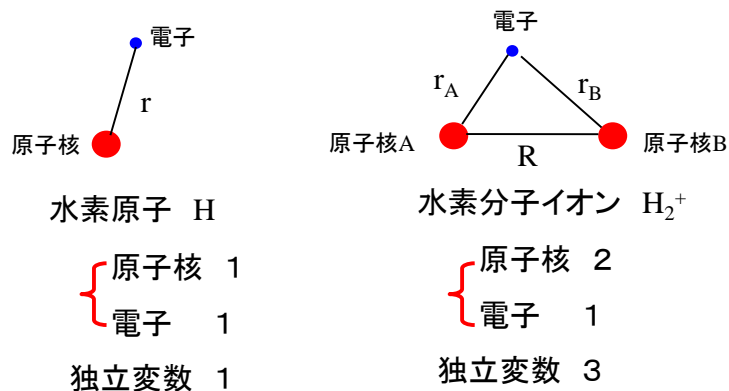 電子
r
原子核
水素原子 H
原子核 1
電子 1
独立変数 1
電子
r_A
r_B
原子核A
原子核B
R
水素分子イオン H₂⁺
原子核 2
電子 1
独立変数 3